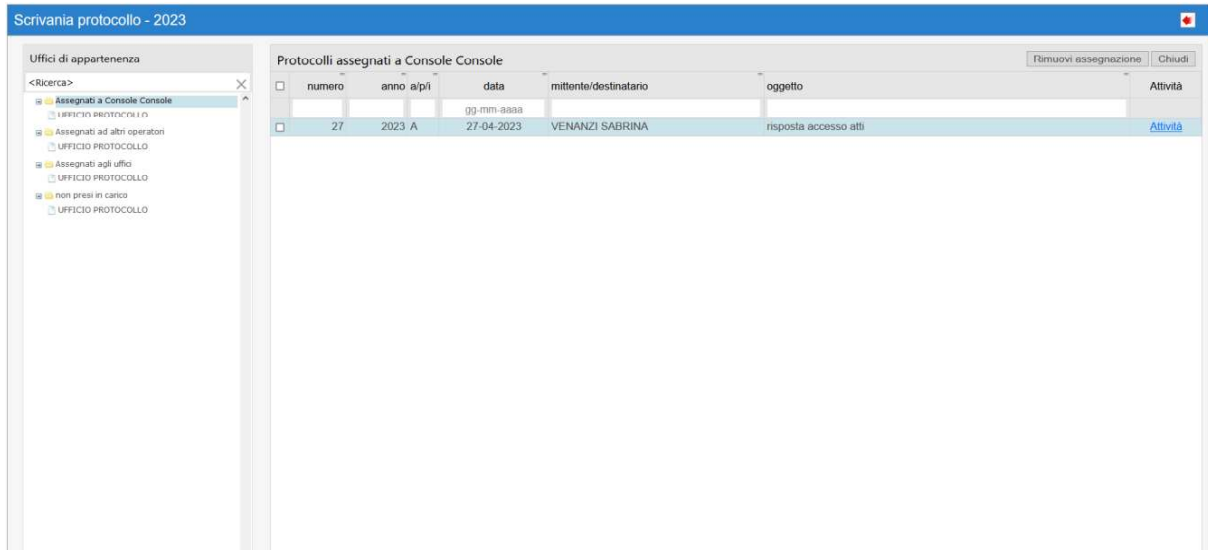 Scrivania protocollo - 2023
Uffici di appartenenza
<Ricerca>
Assegnati a Console Console
UFFICIO PROTOCOLLO
Assegnati ad altri operatori
UFFICIO PROTOCOLLO
Assegnati agli uffici
UFFICIO PROTOCOLLO
non presi in carico
UFFICIO PROTOCOLLO
Protocolli assegnati a Console Console
Rimuovi assegnazione Chiudi
numero anno a/p/i data mittente/destinatario oggetto Attività
gg-mm-aaaa
27 2023 A 27-04-2023 VENANZI SABRINA risposta accesso atti Attività